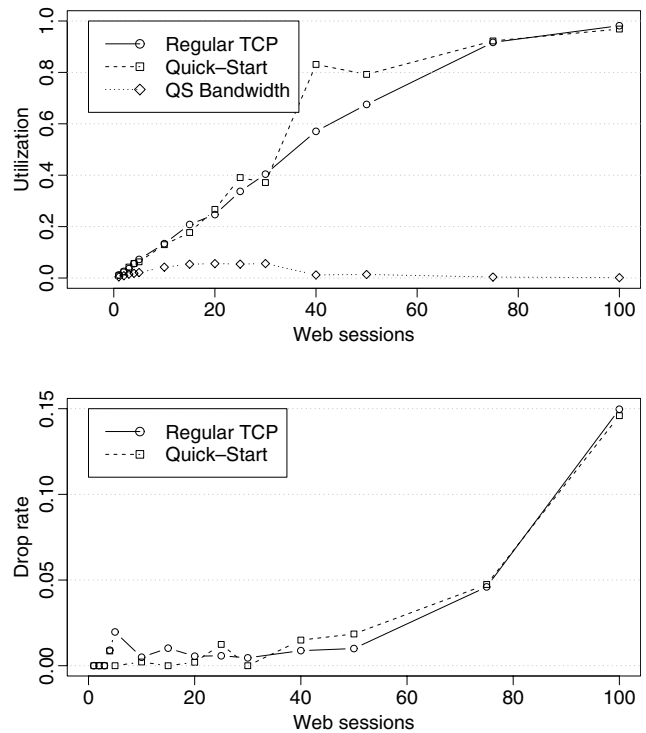 Utilization
1.0
0.8
0.6
0.4
0.2
0.0
Regular TCP
Quick–Start
QS Bandwidth
0 20 40 60 80 100
Web sessions
Drop rate
0.15
0.10
0.05
0.00
Regular TCP
Quick–Start
0 20 40 60 80 100
Web sessions